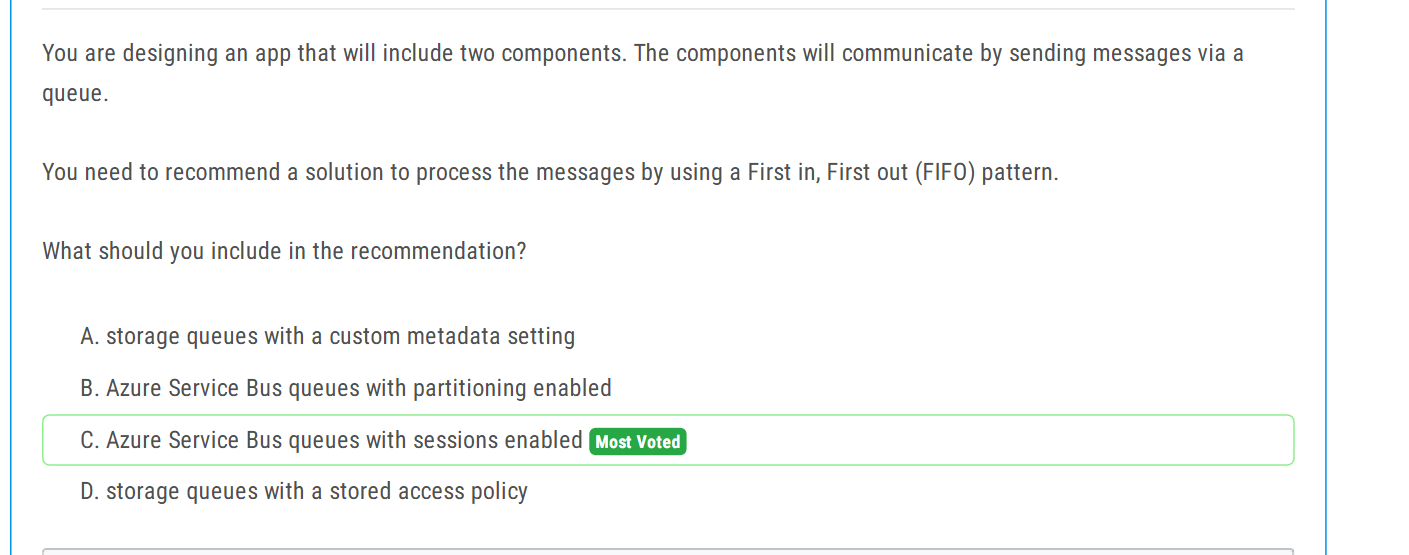 You are designing an app that will include two components. The components will communicate by sending messages via a
queue.
You need to recommend a solution to process the messages by using a First in, First out (FIFO) pattern.
What should you include in the recommendation?
A. storage queues with a custom metadata setting
B. Azure Service Bus queues with partitioning enabled
C. Azure Service Bus queues with sessions enabled Most Voted
D. storage queues with a stored access policy